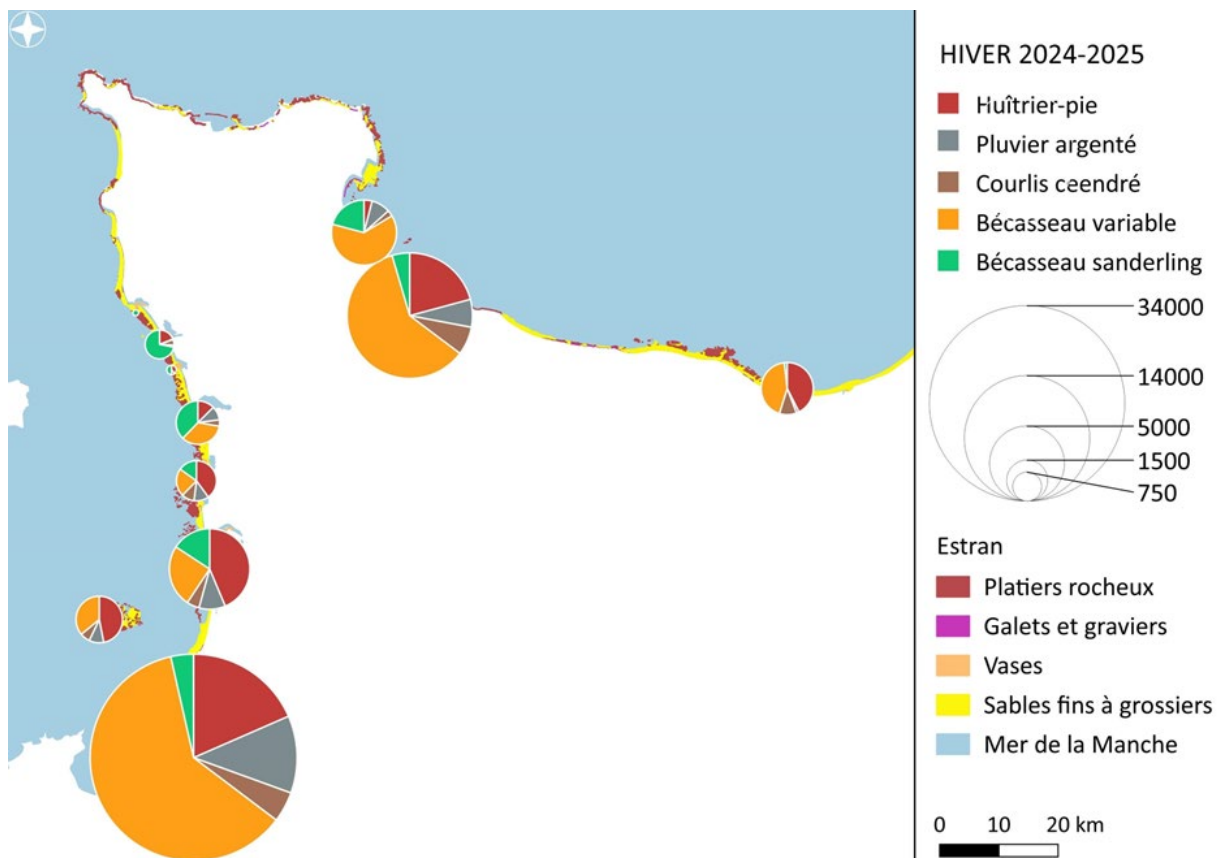 HIVER 2024-2025
Huîtrier-pie
Pluvier argenté
Courlis ceendré
Bécasseau variable
Bécasseau sanderling
34000
14000
5000
1500
750
Estran
Platiers rocheux
Galets et graviers
Vases
Sables fins à grossiers
Mer de la Manche
0 10 20 km